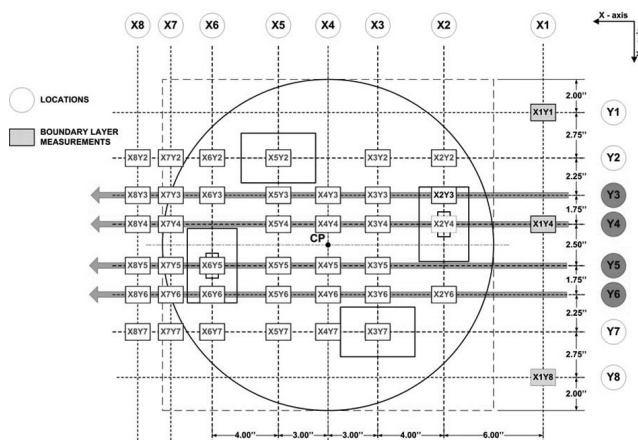 X8 X7 X6 X5 X4 X3 X2 X1
X - axis
LOCATIONS
BOUNDARY LAYER
MEASUREMENTS
2.00''
X1Y1 Y1
2.75''
X8Y2 X7Y2 X6Y2 X5Y2 X3Y2 X2Y2 Y2
2.25''
X8Y3 X7Y3 X6Y3 X5Y3 X4Y3 X3Y3 X2Y3 Y3
1.75''
X8Y4 X7Y4 X5Y4 X4Y4 X3Y4 X2Y4 X1Y4 Y4
CP 2.50''
X8Y5 X7Y5 X6Y5 X5Y5 X4Y5 X3Y5 Y5
1.75''
X8Y6 X7Y6 X6Y6 X5Y6 X4Y6 X3Y6 X2Y6 Y6
2.25''
X8Y7 X7Y7 X6Y7 X5Y7 X4Y7 X3Y7 Y7
2.75''
X1Y8 Y8
2.00''
4.00'' 3.00'' 3.00'' 4.00'' 6.00''